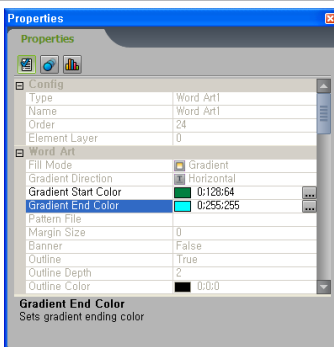 Properties
Properties
Config
Type Word Art1
Name Word Art1
Order 24
Element Layer 0
Word Art
Fill Mode Gradient
Gradient Direction Horizontal
Gradient Start Color 0;128;64 ...
Gradient End Color 0;255;255 ...
Pattern File
Margin Size 0
Banner False
Outline True
Outline Depth 2
Outline Color 0;0;0
Gradient End Color
Sets gradient ending color